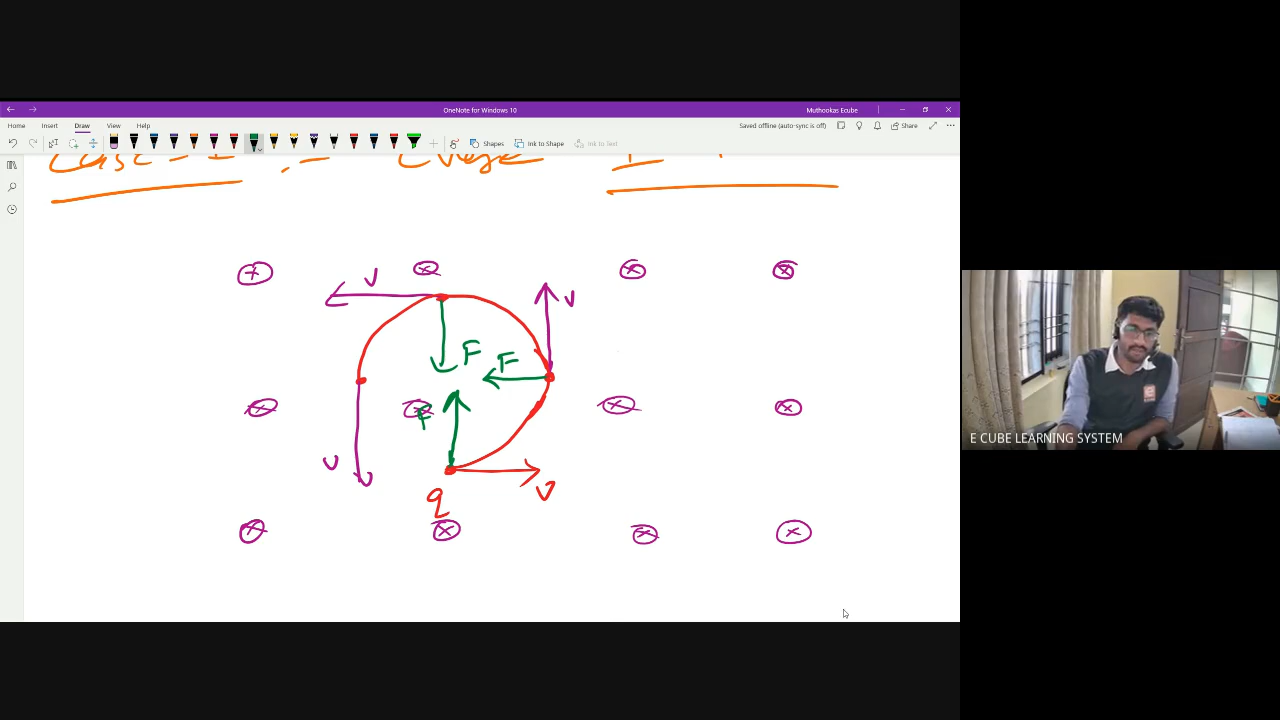 OneNote for Windows 10
Muthookas Ecube
Home Insert Draw View Help
Saved offline (auto-sync is off)
Share
Shapes
Ink to Shape
Ink to Text
V
V
F
F
F
V
V
q
E CUBE LEARNING SYSTEM